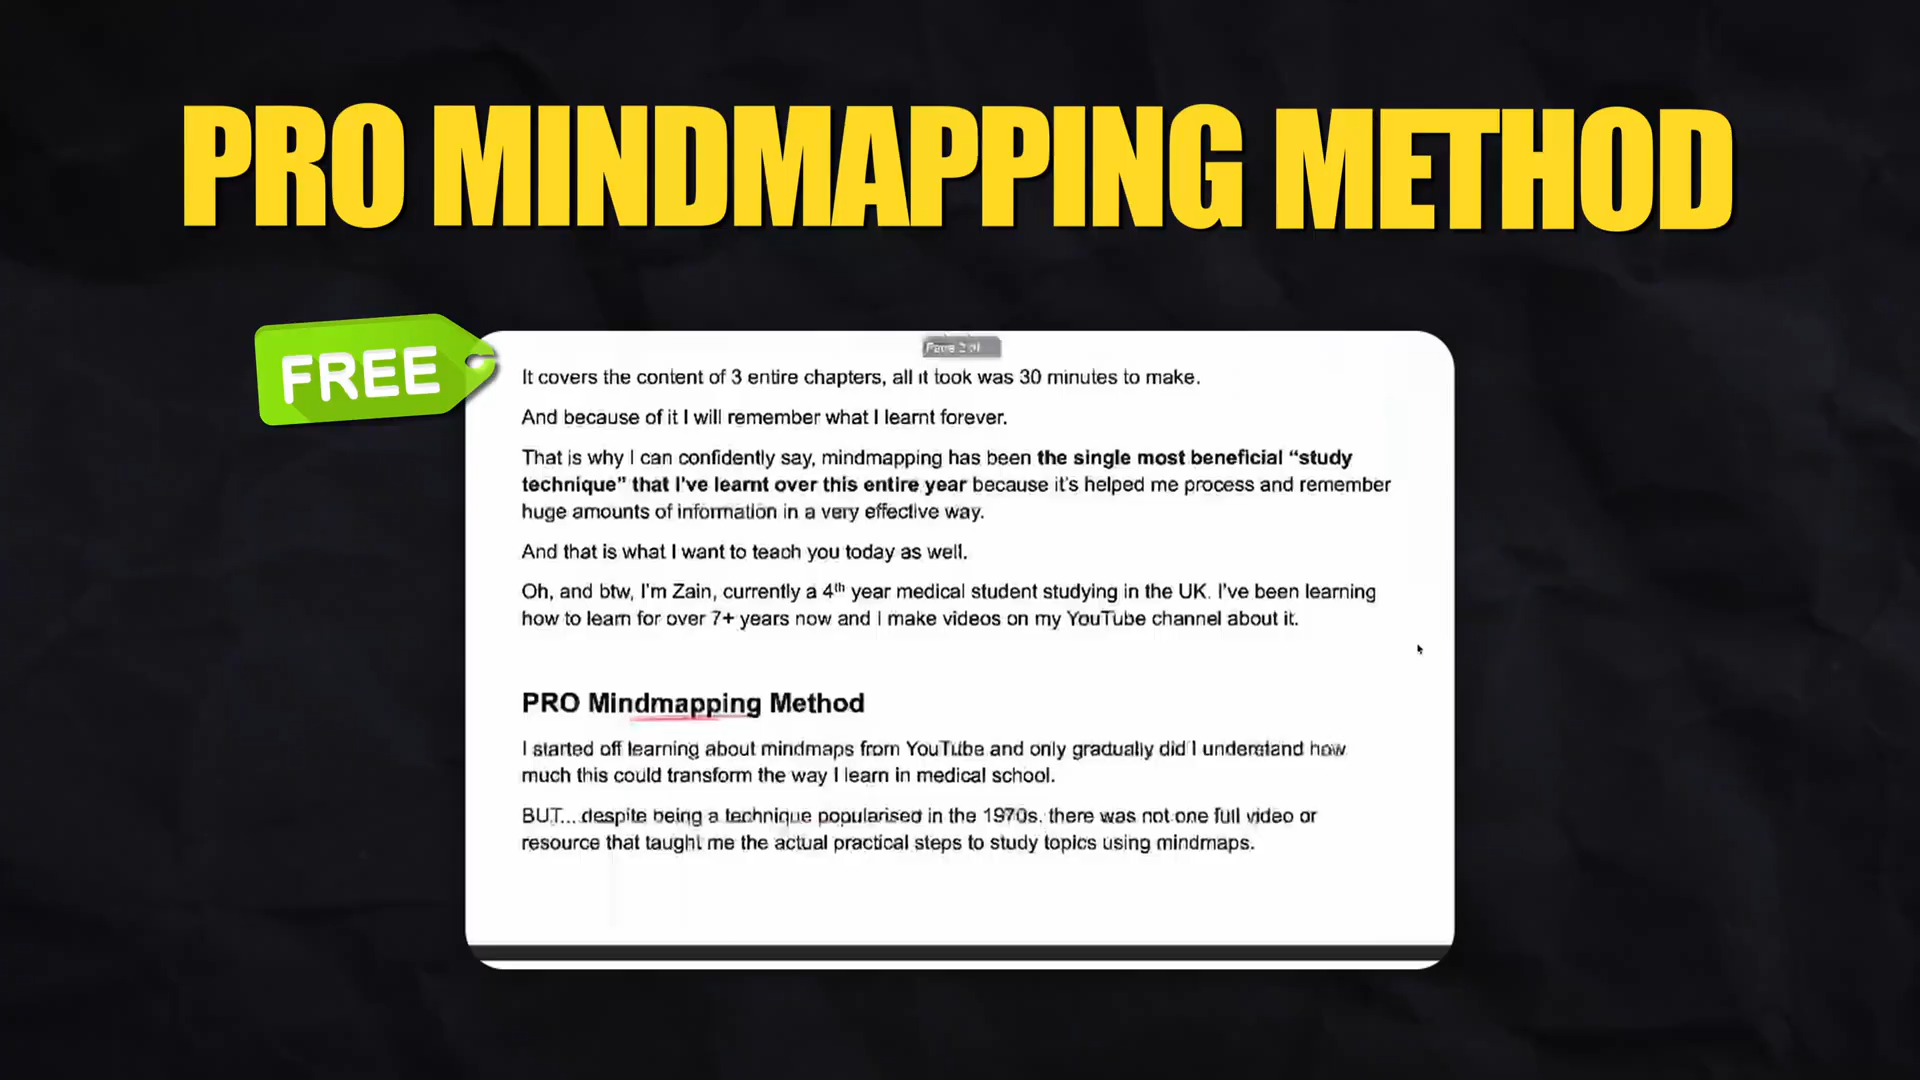 PRO MINDMAPPING METHOD
FREE
It covers the content of 3 entire chapters, all it took was 30 minutes to make.
And because of it I will remember what I learnt forever.
That is why I can confidently say, mindmapping has been the single most beneficial “study
technique” that I’ve learnt over this entire year because it’s helped me process and remember
huge amounts of information in a very effective way.
And that is what I want to teach you today as well.
Oh, and btw, I’m Zain, currently a 4th year medical student studying in the UK. I’ve been learning
how to learn for over 7+ years now and I make videos on my YouTube channel about it.
PRO Mindmapping Method
I started off learning about mindmaps from YouTube and only gradually did I understand how
much this could transform the way I learn in medical school.
BUT... despite being a technique popularised in the 1970s, there was not one full video or
resource that taught me the actual practical steps to study topics using mindmaps.